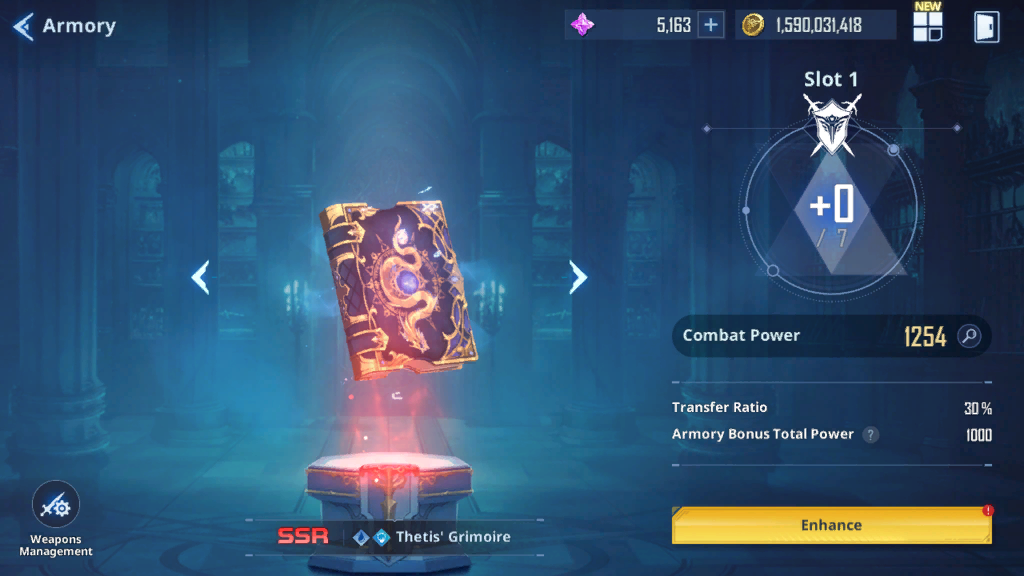 Armory
5,163 +
1,590,031,418
NEW
Slot 1
+0
/ 7
Combat Power 1254
Transfer Ratio 30 %
Armory Bonus Total Power ? 1000
Enhance !
SSR Thetis' Grimoire
Weapons
Management